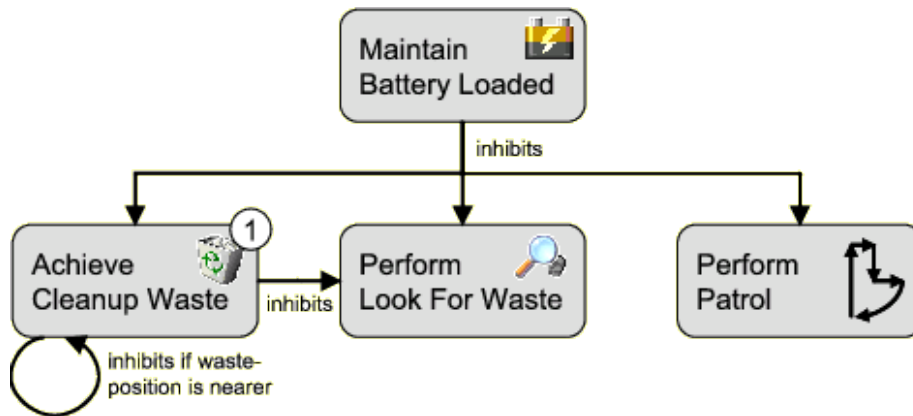 Maintain
Battery Loaded
inhibits
1
Achieve
Cleanup Waste
inhibits
Perform
Look For Waste
Perform
Patrol
inhibits if waste-
position is nearer